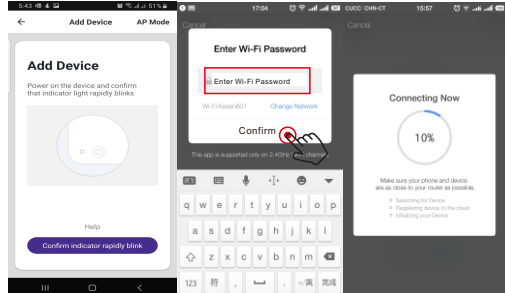 5:43
51%
Add Device
AP Mode
Add Device
Power on the device and confirm
that indicator light rapidly blinks
Help
Confirm indicator rapidly blink
17:04
Cancel
Enter Wi-Fi Password
Enter Wi-Fi Password
Change Network
Confirm
This app is supported only on 2.4GHz
q w e r t y u i o p
a s d f g h j k l
z x c v b n m
123 符 , . 英 完成
CUCC CHN-CT
15:57
Cancel
Connecting Now
10%
Make sure your phone and device
are as close to your router as possible.
Searching for Device
Registering device to the cloud
Initializing your Device